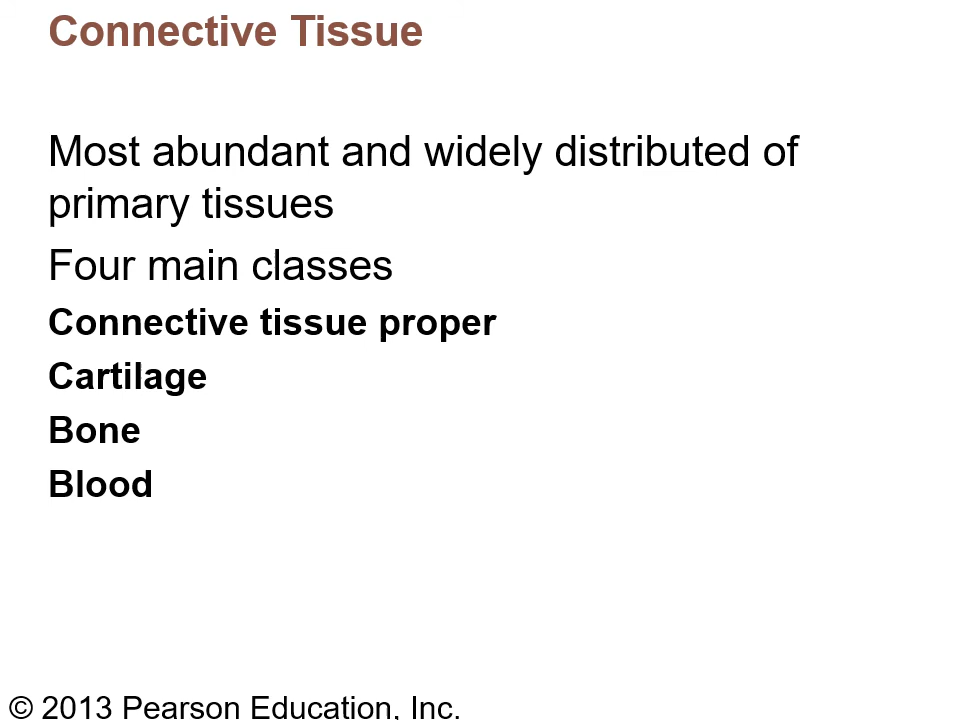 Connective Tissue
Most abundant and widely distributed of
primary tissues
Four main classes
Connective tissue proper
Cartilage
Bone
Blood
© 2013 Pearson Education, Inc.